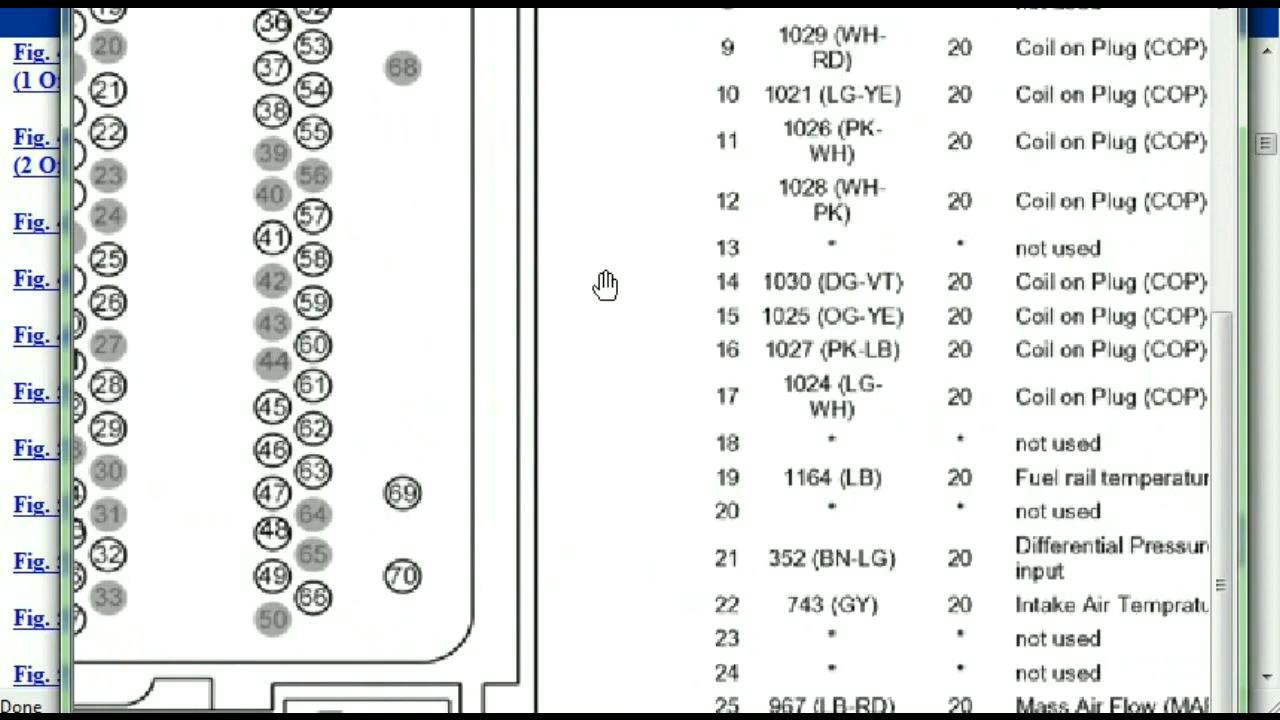 Fig.
(1 O
Fig.
(2 O
Fig.
Fig.
Fig.
Fig.
Fig.
Fig.
Fig.
Fig.
Fig.
Fig.
Done
19
20
21
22
23
24
25
26
27
28
29
30
31
32
33
36
37
38
39
40
41
42
43
44
45
46
47
48
49
50
52
53
54
55
56
57
58
59
60
61
62
63
64
65
66
68
69
70
not used
9 1029 (WH- 20 Coil on Plug (COP)
RD)
10 1021 (LG-YE) 20 Coil on Plug (COP)
11 1026 (PK- 20 Coil on Plug (COP)
WH)
12 1028 (WH- 20 Coil on Plug (COP)
PK)
13 * * not used
14 1030 (DG-VT) 20 Coil on Plug (COP)
15 1025 (OG-YE) 20 Coil on Plug (COP)
16 1027 (PK-LB) 20 Coil on Plug (COP)
17 1024 (LG- 20 Coil on Plug (COP)
WH)
18 * * not used
19 1164 (LB) 20 Fuel rail temperatur
20 * * not used
21 352 (BN-LG) 20 Differential Pressur
input
22 743 (GY) 20 Intake Air Tempratu
23 * * not used
24 * * not used
25 967 (LB-RD) 20 Mass Air Flow (MAF